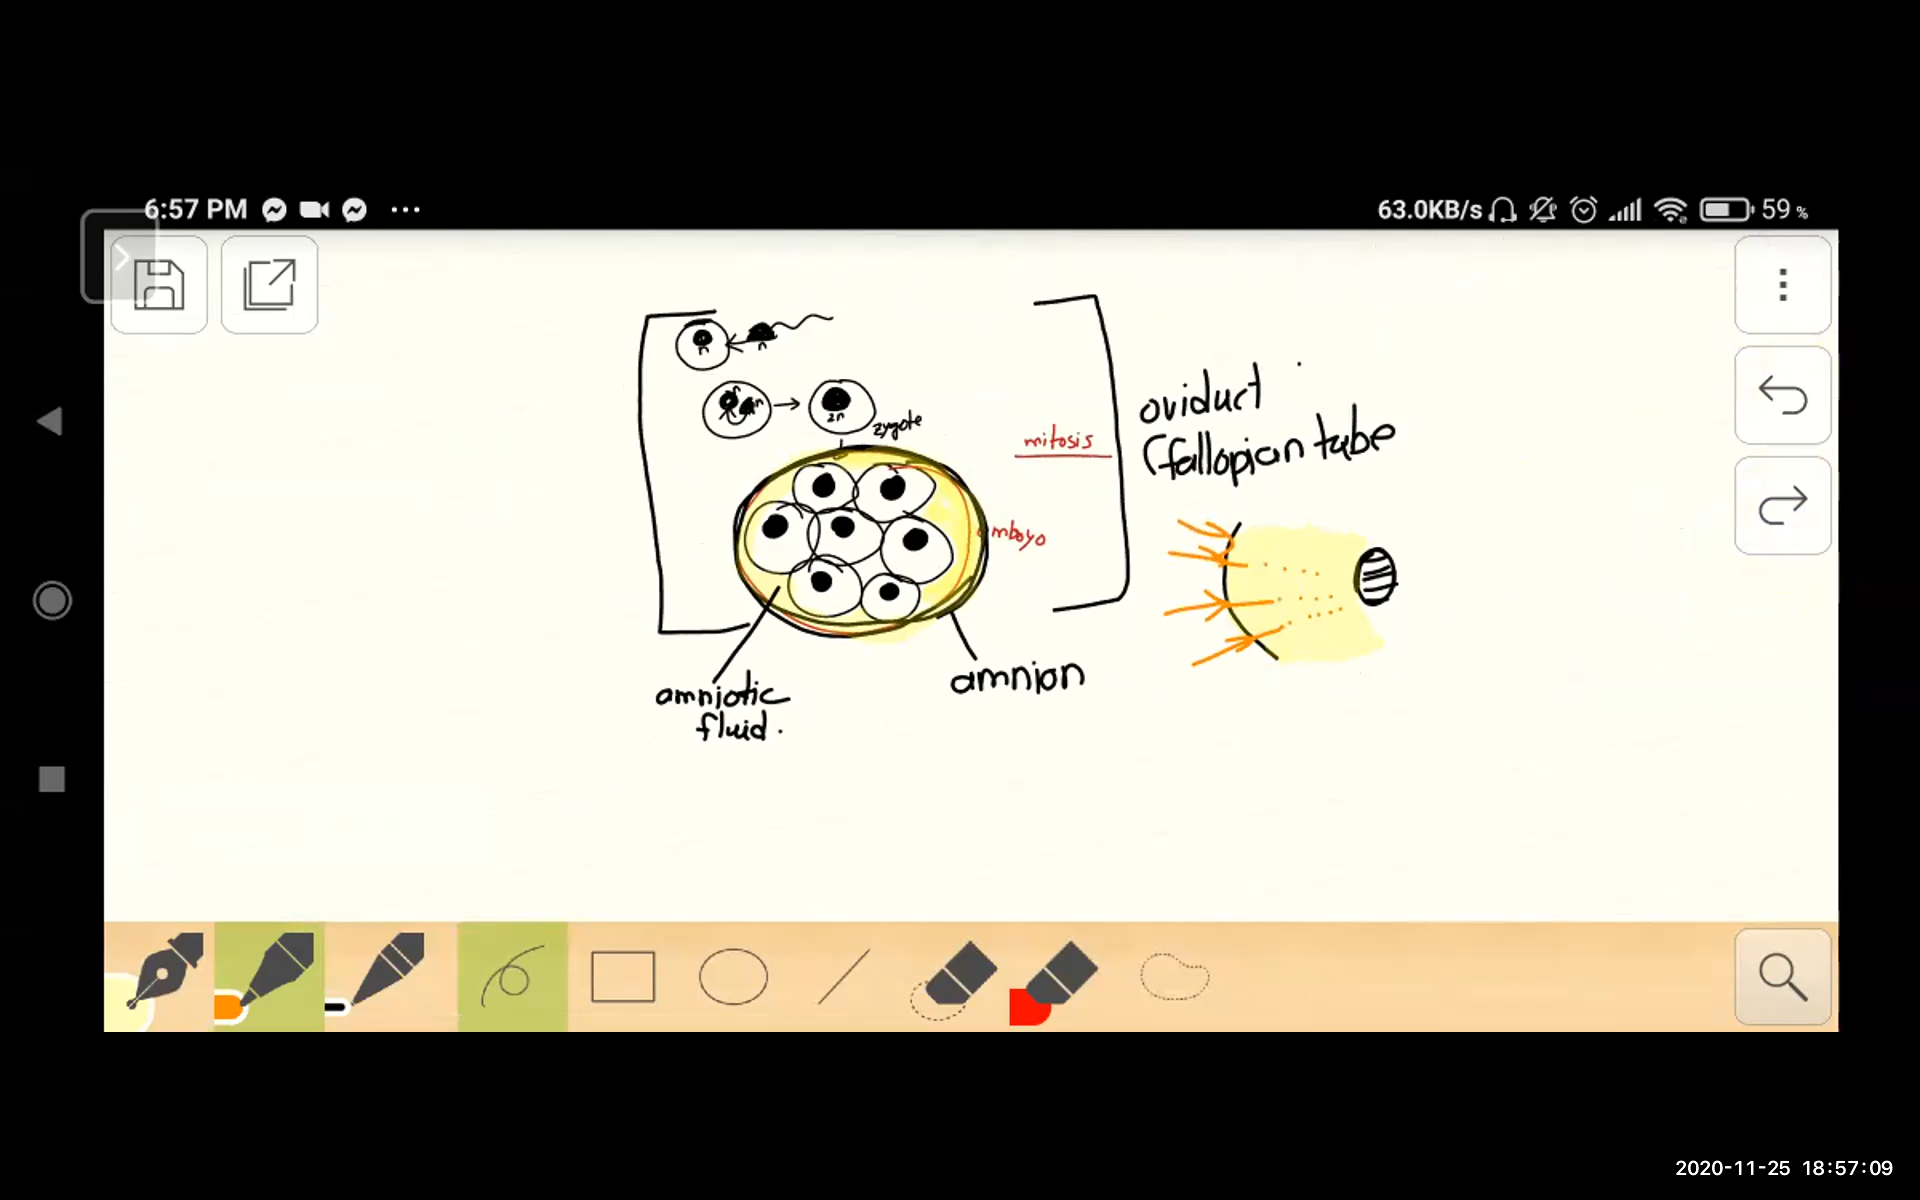 6:57 PM
63.0KB/s
59 %
n
n
n
n
2n
zygote
mitosis
oviduct
(fallopian tube
embryo
amniotic
fluid.
amnion
2020-11-25 18:57:09